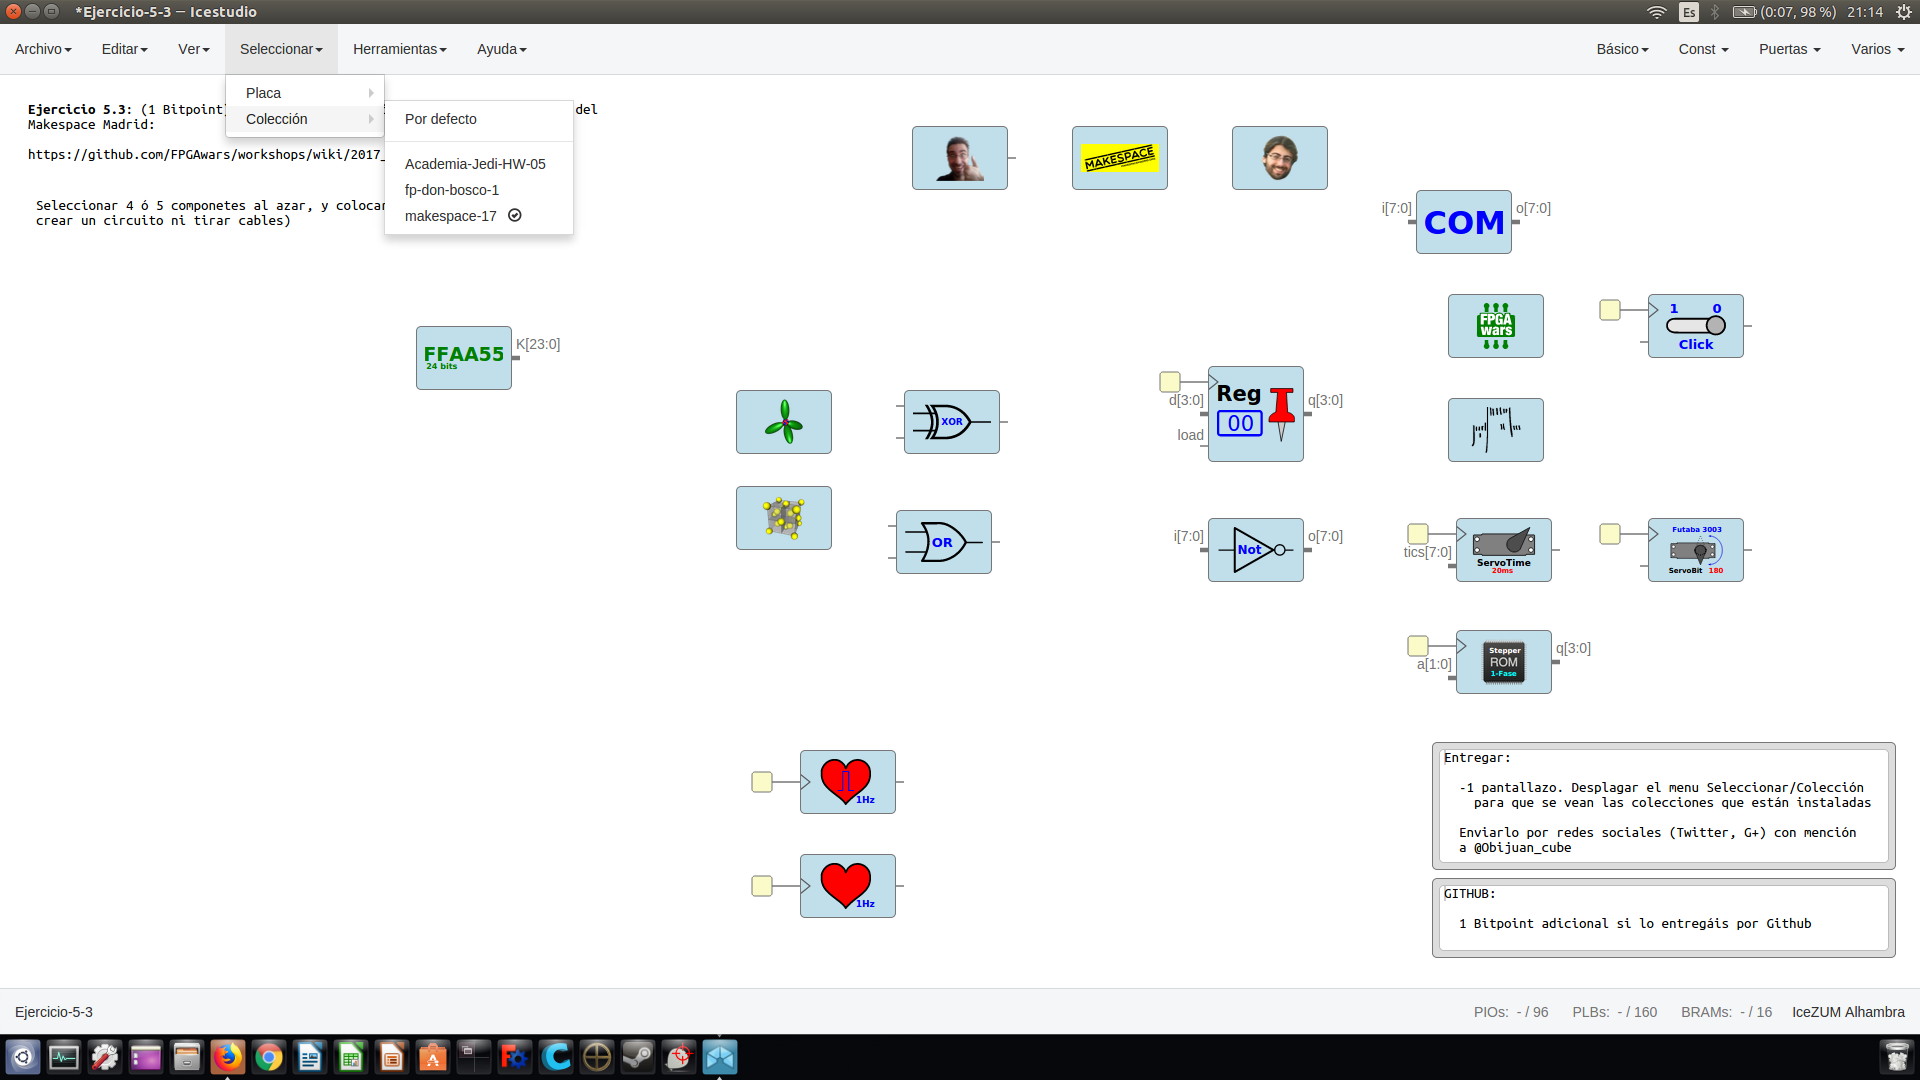 *Ejercicio-5-3 — Icestudio
Es
(0:07, 98 %)
21:14
Archivo
Editar
Ver
Seleccionar
Herramientas
Ayuda
Básico
Const
Puertas
Varios
Placa
Colección
Por defecto
Academia-Jedi-HW-05
fp-don-bosco-1
makespace-17
Ejercicio 5.3: (1 Bitpoint) del
Makespace Madrid:
https://github.com/FPGAwars/workshops/wiki/2017_
Seleccionar 4 ó 5 componetes al azar, y colocar
crear un circuito ni tirar cables)
MAKESPACE
i[7:0]
COM
o[7:0]
FPGA
wars
1 0
Click
FFAA55
24 bits
K[23:0]
XOR
d[3:0]
load
Reg
00
q[3:0]
OR
i[7:0]
Not
o[7:0]
tics[7:0]
ServoTime
20ms
Futaba 3003
ServoBit 180
a[1:0]
Stepper
ROM
1-Fase
q[3:0]
1Hz
1Hz
Entregar:
-1 pantallazo. Desplagar el menu Seleccionar/Colección
para que se vean las colecciones que están instaladas
Enviarlo por redes sociales (Twitter, G+) con mención
a @Obijuan_cube
GITHUB:
1 Bitpoint adicional si lo entregáis por Github
Ejercicio-5-3
PIOs: - / 96
PLBs: - / 160
BRAMs: - / 16
IceZUM Alhambra